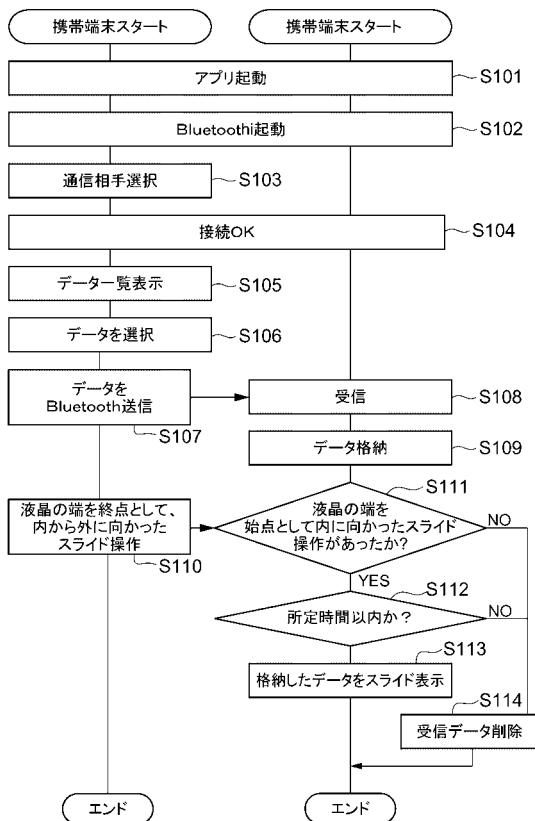 携帯端末スタート
携帯端末スタート
アプリ起動
S101
Bluetoothi起動
S102
通信相手選択
S103
接続OK
S104
データ一覧表示
S105
データを選択
S106
データを
Bluetooth送信
S107
受信
S108
データ格納
S109
液晶の端を終点として、
内から外に向かった
スライド操作
S110
液晶の端を
始点として内に向かったスライド
操作があったか?
S111
NO
YES
所定時間以内か?
S112
NO
格納したデータをスライド表示
S113
受信データ削除
S114
エンド
エンド